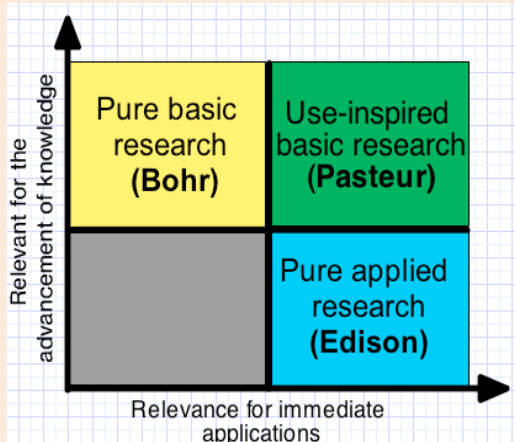 Relevant for the
advancement of knowledge
Pure basic
research
(Bohr)
Use-inspired
basic research
(Pasteur)
Pure applied
research
(Edison)
Relevance for immediate
applications